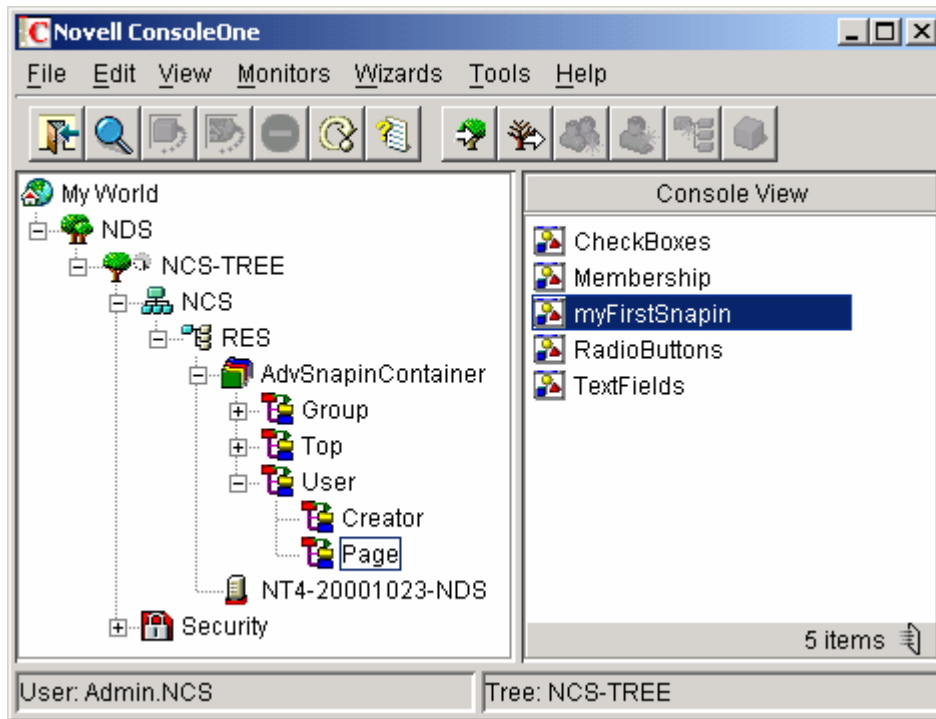 Novell ConsoleOne
File Edit View Monitors Wizards Tools Help
My World
NDS
NCS-TREE
NCS
RES
AdvSnapinContainer
Group
Top
User
Creator
Page
NT4-20001023-NDS
Security
Console View
CheckBoxes
Membership
myFirstSnapin
RadioButtons
TextFields
5 items
User: Admin.NCS
Tree: NCS-TREE